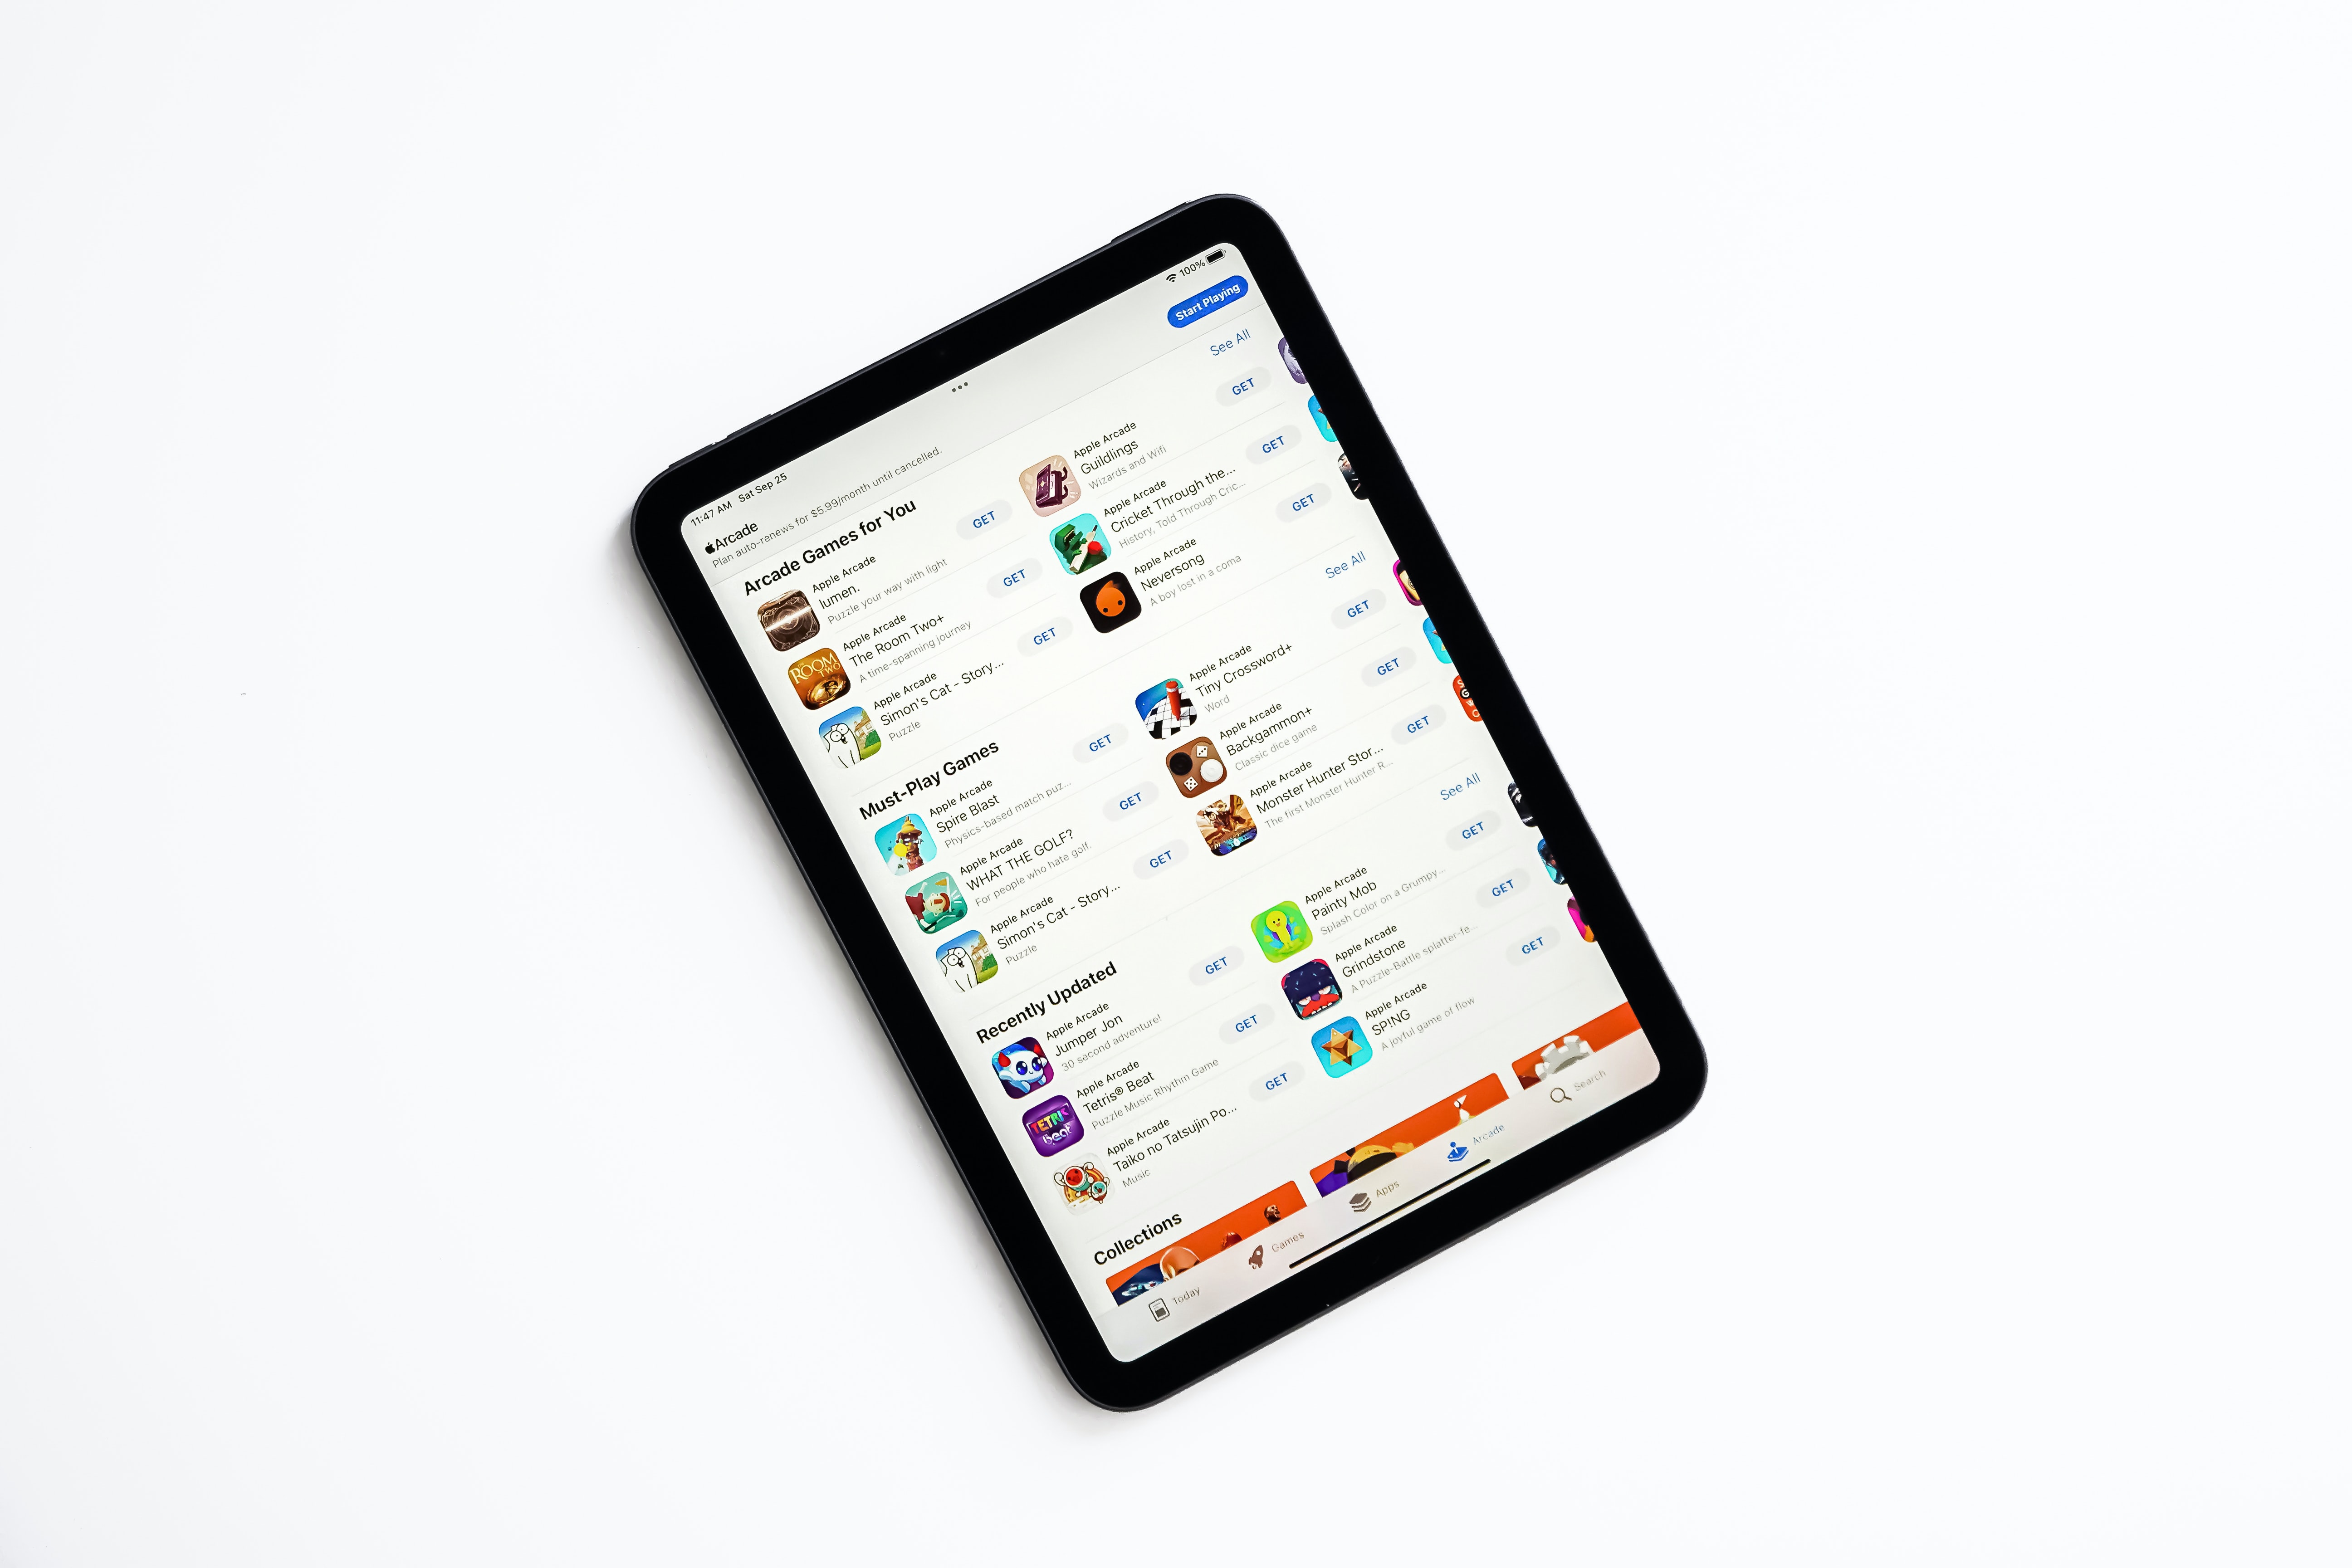 11:47 AM Sat Sep 25
100%
Arcade
Plan auto-renews for $5.99/month until cancelled.
Start Playing
Arcade Games for You
See All
Apple Arcade
lumen.
Puzzle your way with light
GET
Apple Arcade
The Room Two+
A time-spanning journey
GET
Apple Arcade
Simon's Cat - Story...
Puzzle
GET
Apple Arcade
Guildlings
Wizards and Wifi
GET
Apple Arcade
Cricket Through the...
History, Told Through Cric...
GET
Apple Arcade
Neversong
A boy lost in a coma
GET
Must-Play Games
See All
Apple Arcade
Spire Blast
Physics-based match puz...
GET
Apple Arcade
WHAT THE GOLF?
For people who hate golf.
GET
Apple Arcade
Simon's Cat - Story...
Puzzle
GET
Apple Arcade
Tiny Crossword+
Word
GET
Apple Arcade
Backgammon+
Classic dice game
GET
Apple Arcade
Monster Hunter Stor...
The first Monster Hunter R...
GET
Recently Updated
See All
Apple Arcade
Jumper Jon
30 second adventure!
GET
Apple Arcade
Tetris® Beat
Puzzle Music Rhythm Game
GET
Apple Arcade
Taiko no Tatsujin Po...
Music
GET
Apple Arcade
Painty Mob
Splash Color on a Grumpy...
GET
Apple Arcade
Grindstone
A Puzzle-Battle splatter-fe...
GET
Apple Arcade
SP!NG
A joyful game of flow
GET
Collections
Today
Games
Apps
Arcade
Search
ROOM
TWO
TETRIS
beat